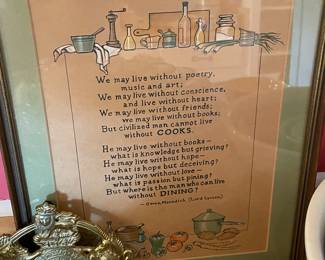 We may live without poetry,
music and art;
We may live without conscience,
and live without heart;
We may live without friends;
we may live without books;
But civilized man cannot live
without COOKS.
He may live without books—
what is knowledge but grieving?
He may live without hope—
what is hope but deceiving?
He may live without love—
what is passion but pining?
But where is the man who can live
without DINING?
—Owen Meredith (Lord Lytton)